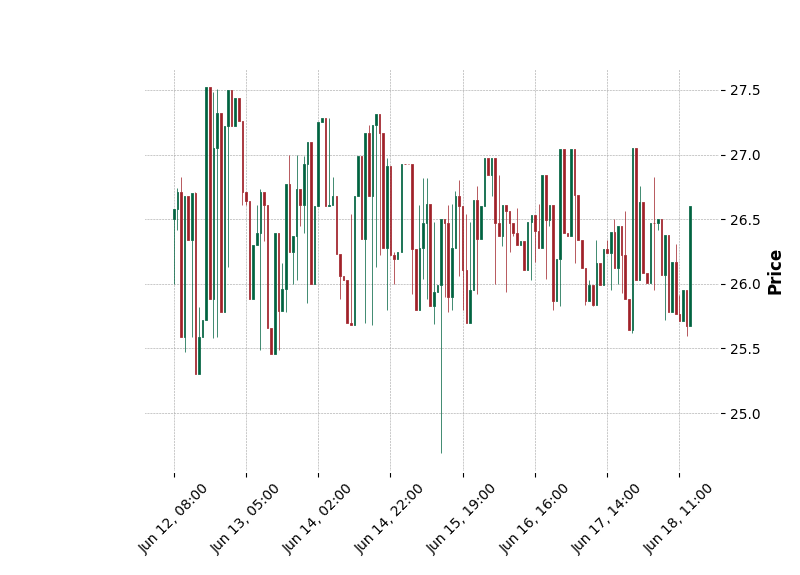 27.5
27.0
26.5
26.0
25.5
25.0
Price
Jun 12, 08:00
Jun 13, 05:00
Jun 14, 02:00
Jun 14, 22:00
Jun 15, 19:00
Jun 16, 16:00
Jun 17, 14:00
Jun 18, 11:00